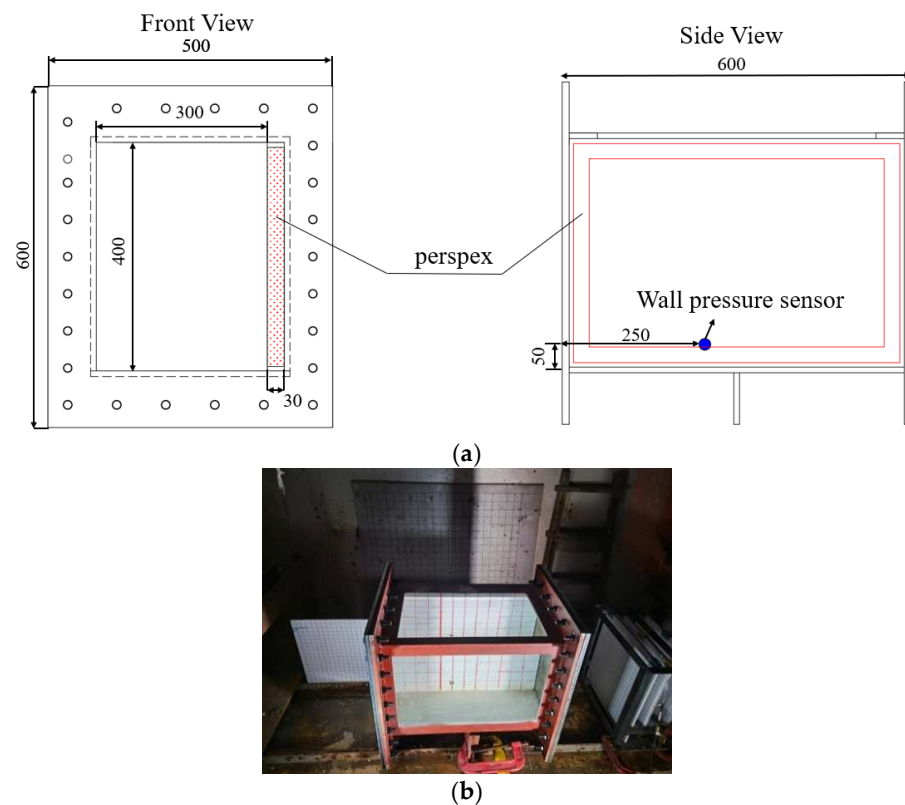 Front View
500
300
600
400
30
Side View
600
perspex
Wall pressure sensor
250
50
(a)
(b)